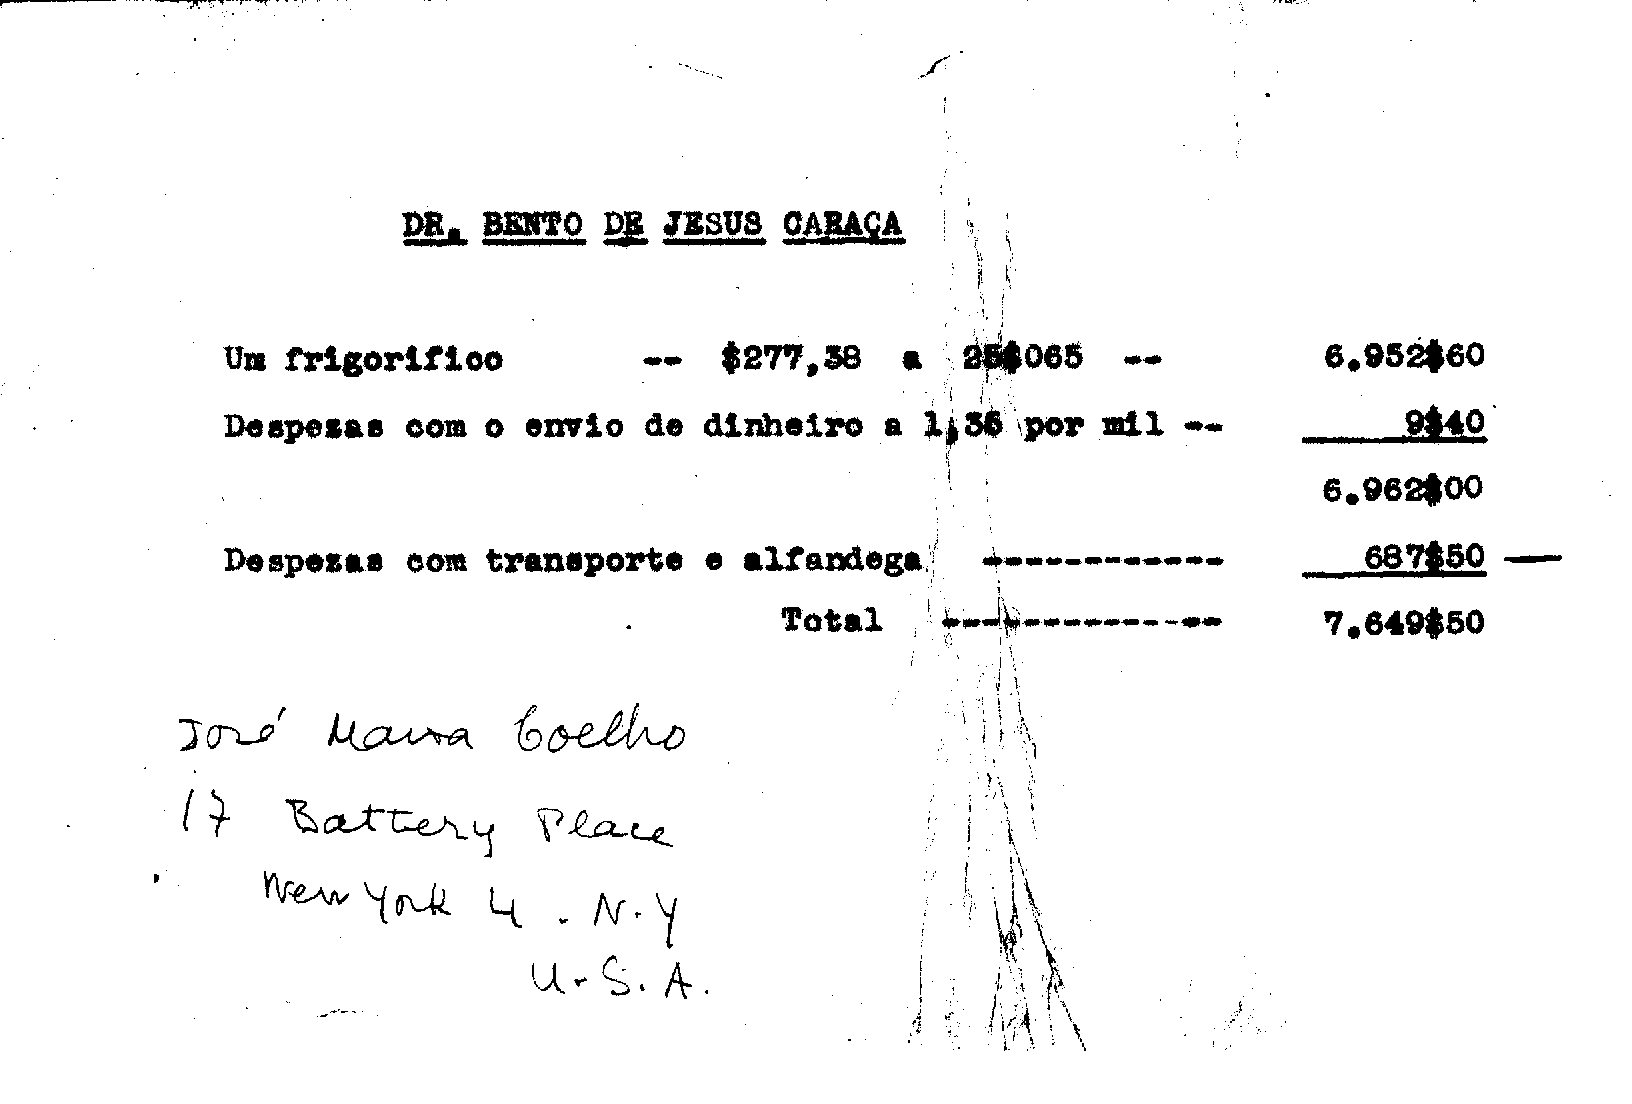 DR. BENTO DE JESUS CARAÇA
Um frigorifico -- $277,38 a 25$065 -- 6.952$60
Despezas com o envio de dinheiro a 1,35 por mil -- 9$40
6.962$00
Despezas com transporte e alfandega ------------ 687$50 —
Total -------------- 7.649$50
José Maria Coelho
17 Battery Place
New York 4 . N.Y
U.S.A.